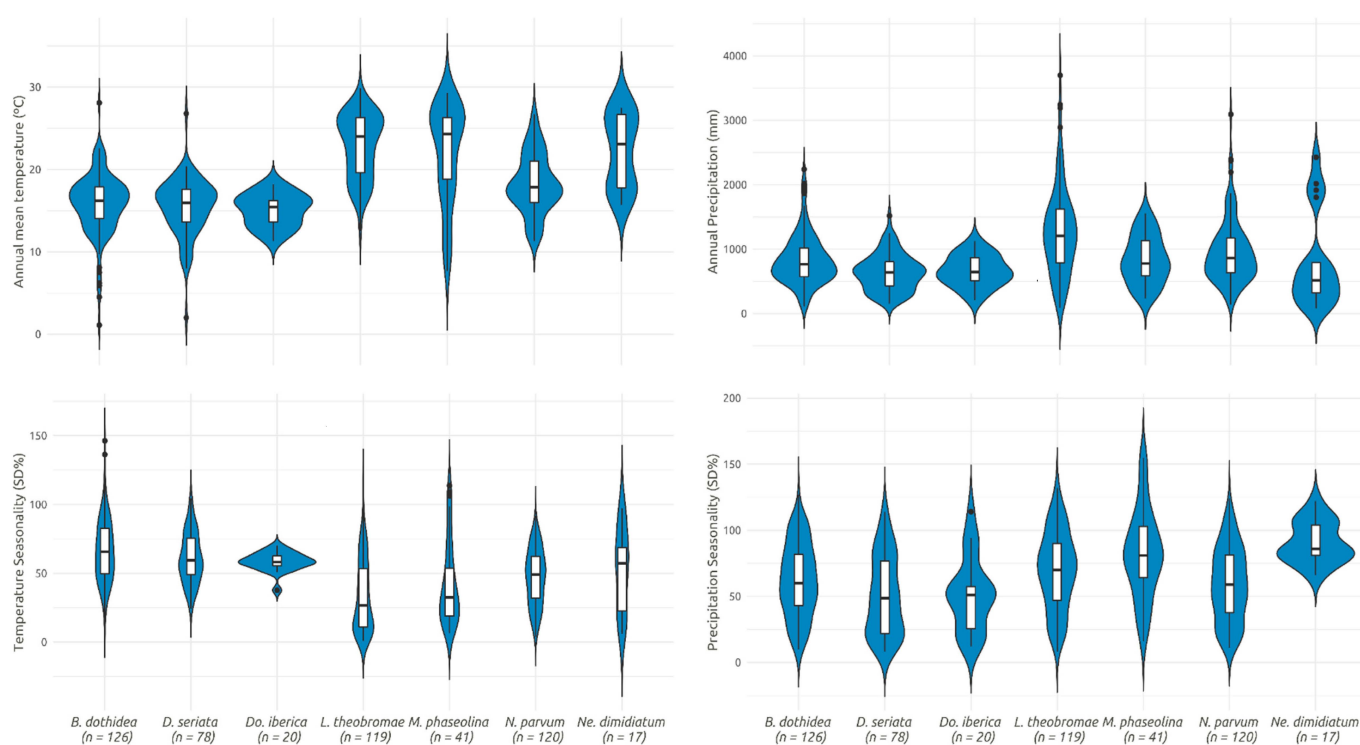 Annual mean temperature (°C)
30
20
10
0
Annual Precipitation (mm)
4000
3000
2000
1000
0
Temperature Seasonality (SD%)
150
100
50
0
Precipitation Seasonality (SD%)
200
150
100
50
0
B. dothidea D. seriata Do. iberica L. theobromae M. phaseolina N. parvum Ne. dimidiatum
(n = 126) (n = 78) (n = 20) (n = 119) (n = 41) (n = 120) (n = 17)
B. dothidea D. seriata Do. iberica L. theobromae M. phaseolina N. parvum Ne. dimidiatum
(n = 126) (n = 78) (n = 20) (n = 119) (n = 41) (n = 120) (n = 17)